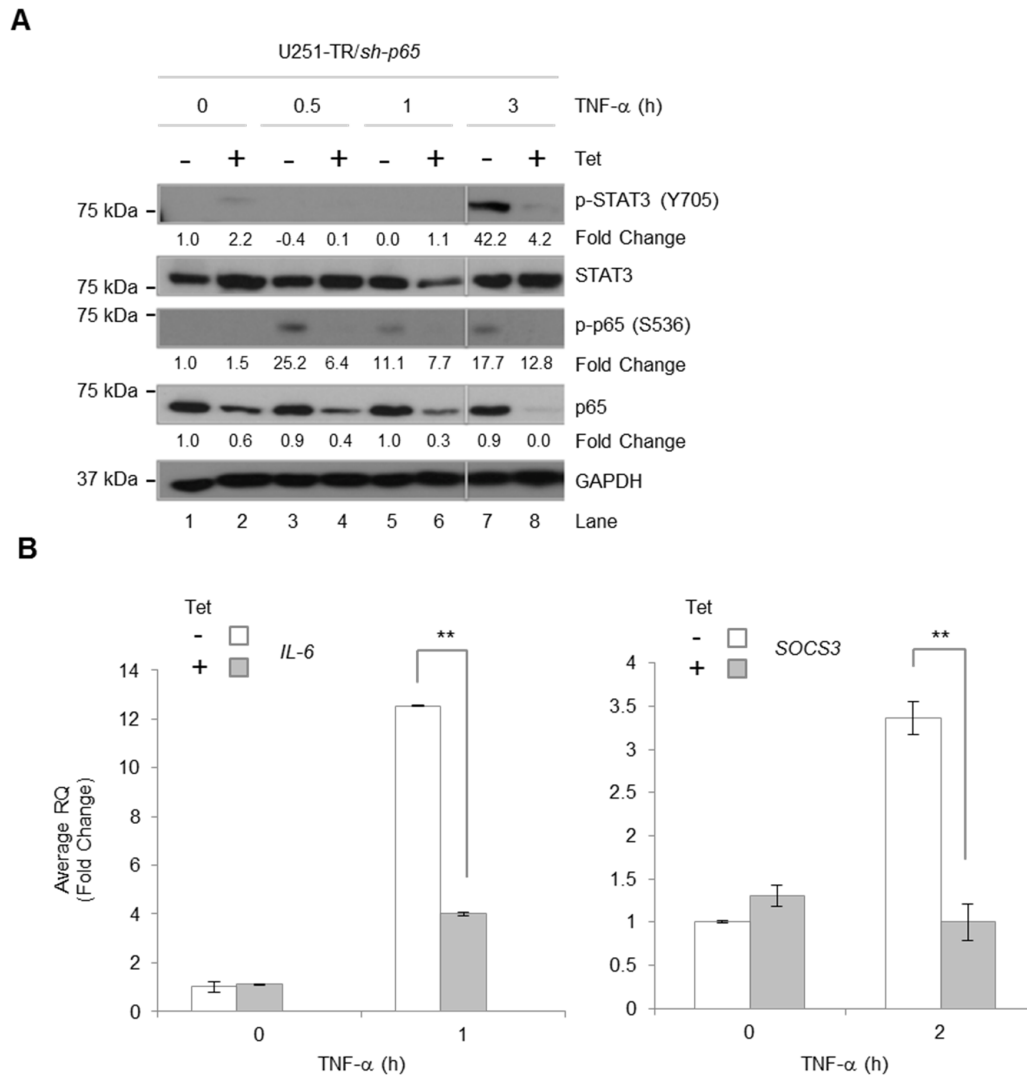 A
U251-TR/sh-p65
0 0.5 1 3 TNF-α (h)
- + - + - + - + Tet
75 kDa p-STAT3 (Y705)
1.0 2.2 -0.4 0.1 0.0 1.1 42.2 4.2 Fold Change
75 kDa STAT3
75 kDa p-p65 (S536)
1.0 1.5 25.2 6.4 11.1 7.7 17.7 12.8 Fold Change
75 kDa p65
1.0 0.6 0.9 0.4 1.0 0.3 0.9 0.0 Fold Change
37 kDa GAPDH
1 2 3 4 5 6 7 8 Lane
B
Tet
-
+
IL-6
**
Average RQ
(Fold Change)
14
12
10
8
6
4
2
0
0 1
TNF-α (h)
Tet
-
+
SOCS3
**
4
3.5
3
2.5
2
1.5
1
0.5
0
0 2
TNF-α (h)